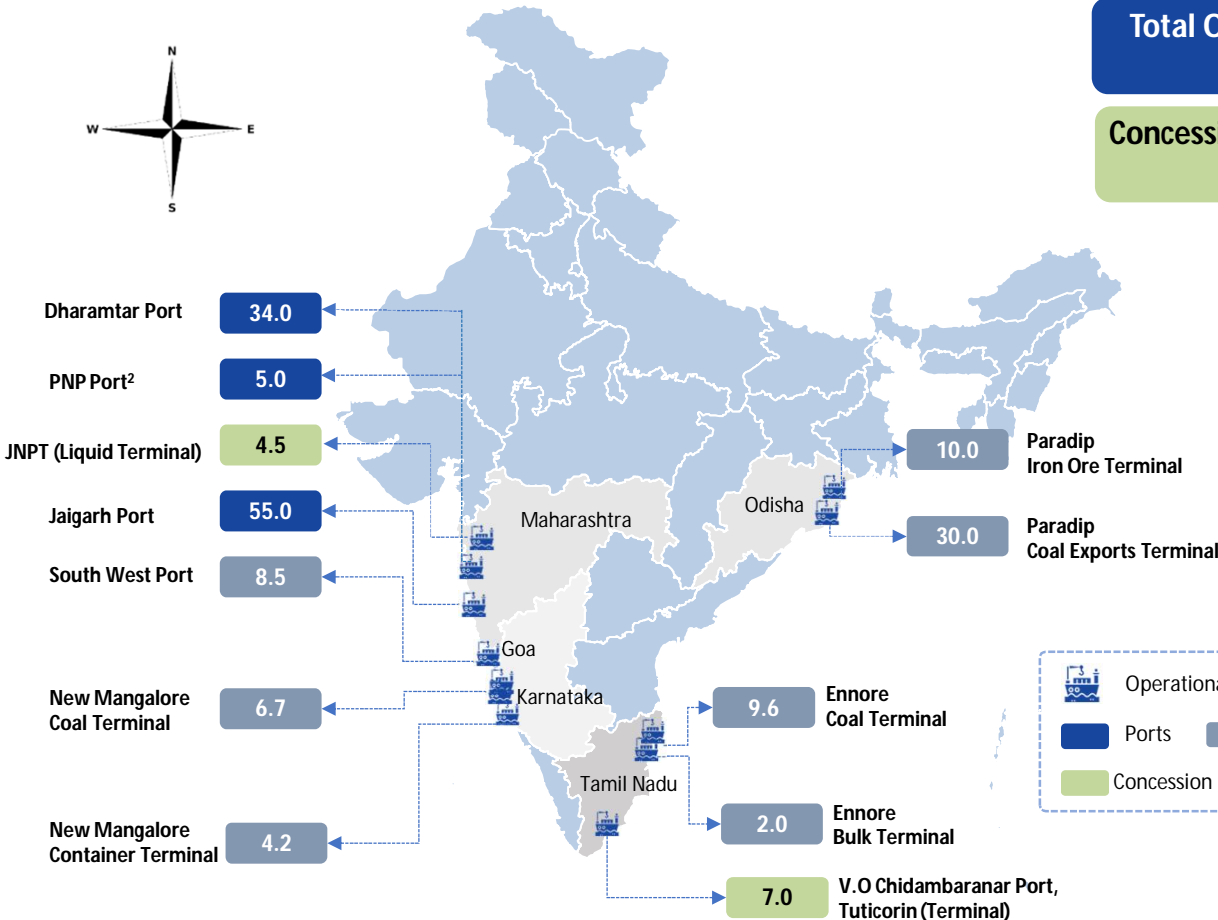 Total
N
W
E
S
Dharamtar Port
34.0
PNP Port²
5.0
JNPT (Liquid Terminal)
4.5
Jaigarh Port
55.0
South West Port
8.5
New Mangalore
Coal Terminal
6.7
New Mangalore
Container Terminal
4.2
Maharashtra
Odisha
Goa
Karnataka
Tamil Nadu
10.0
Paradip
Iron Ore Terminal
30.0
Paradip
Coal Exports Terminal
9.6
Ennore
Coal Terminal
2.0
Ennore
Bulk Terminal
7.0
V.O Chidambaranar Port,
Tuticorin (Terminal)
Ports
Concession